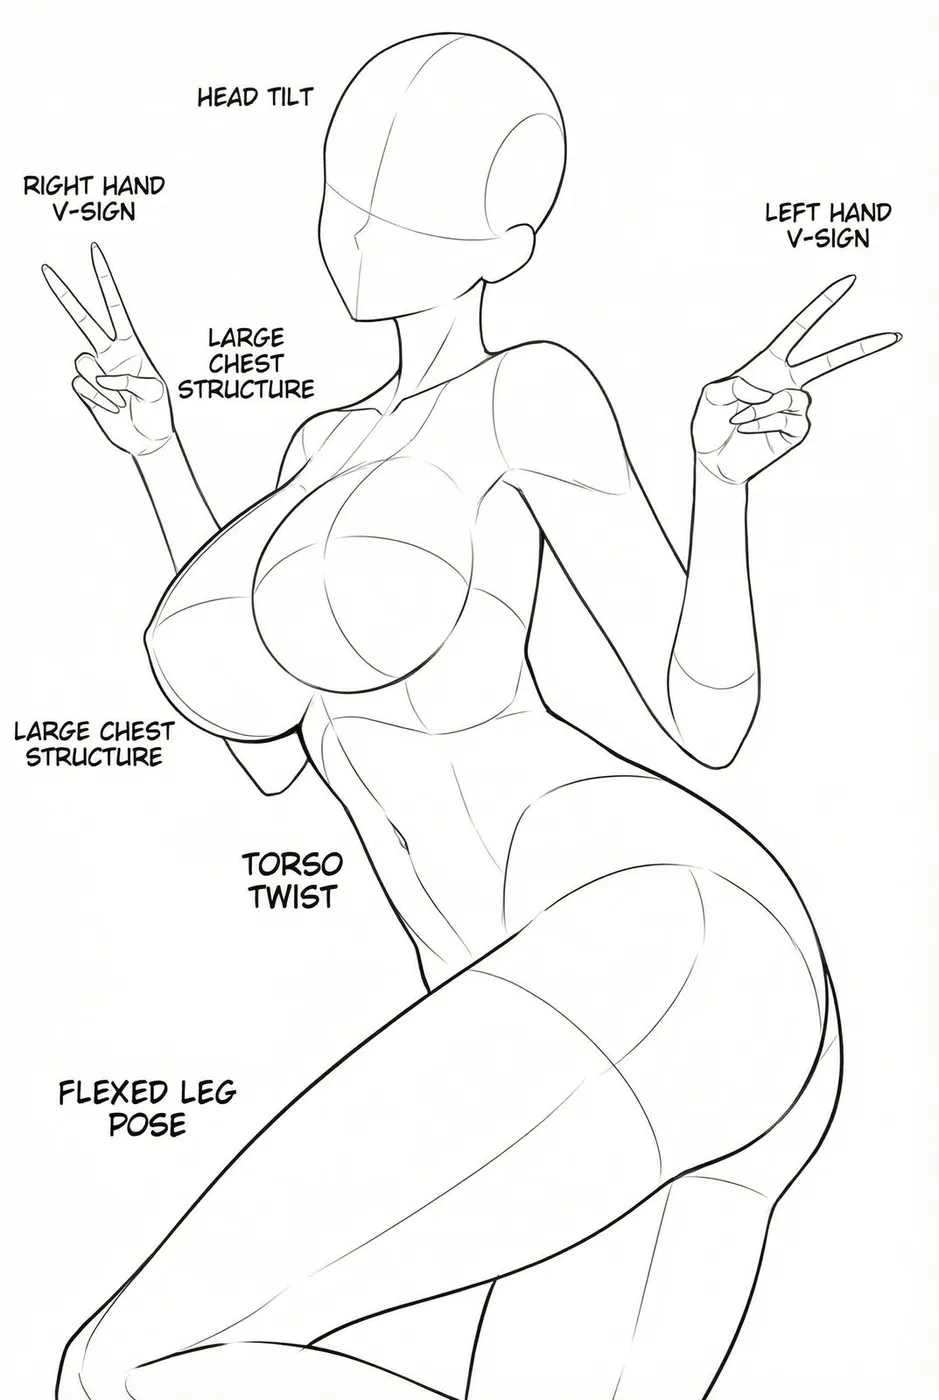 HEAD TILT
RIGHT HAND
V-SIGN
LEFT HAND
V-SIGN
LARGE
CHEST
STRUCTURE
LARGE CHEST
STRUCTURE
TORSO
TWIST
FLEXED LEG
POSE